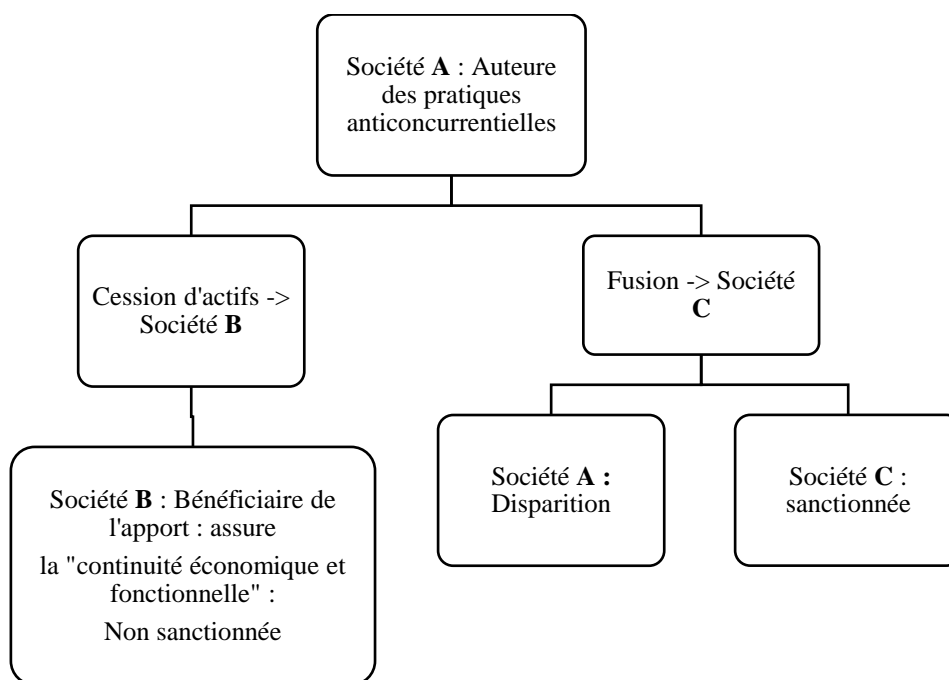 Société A : Auteure
des pratiques
anticoncurrentielles
Cession d'actifs ->
Société B
Fusion -> Société
C
Société B : Bénéficiaire de
l'apport : assure
la "continuité économique et
fonctionnelle" :
Non sanctionnée
Société A :
Disparition
Société C :
sanctionnée